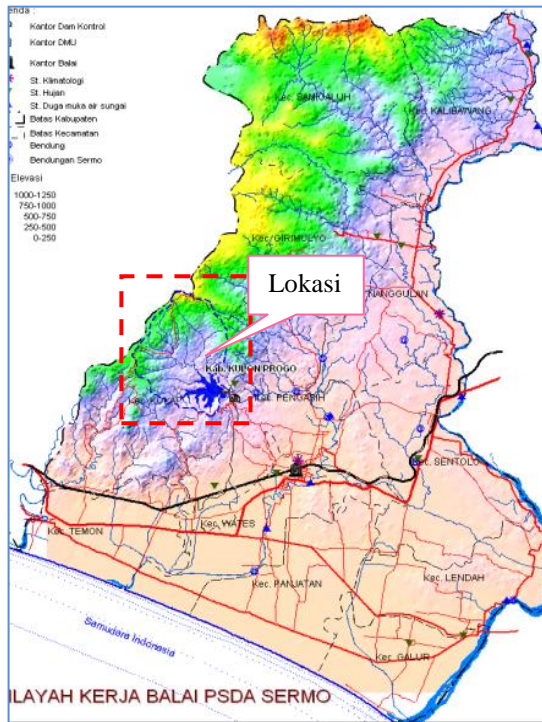 enda :
Kantor Dam Kontrol
Kantor DMU
Kantor Balai
St. Klimatologi
St. Hujan
St. Duga muka air sungai
Batas Kabupaten
Batas Kecamatan
Bendung
Bendungan Sermo
Elevasi
1000-1250
750-1000
500-750
250-500
0-250
Kec. SAMIGALUH
Kec. KALIBAWANG
Kec. GIRIMULYO
Lokasi
NANGGULAN
Kab. KULON PROGO
Kec. PENGASIH
Kec. SENTOLO
Kec. TEMON
Kec. WATES
Kec. PANJATAN
Kec. LENDAH
Kec. GALUR
Samudera Indonesia
ILAYAH KERJA BALAI PSDA SERMO